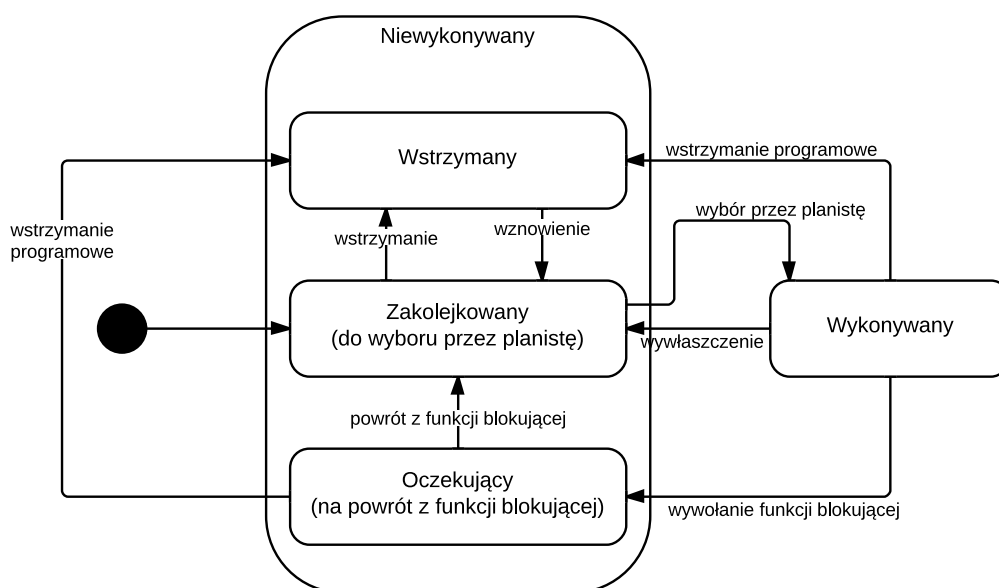 Niewykonywany
Wstrzymany
wstrzymanie programowe
wstrzymanie
programowe
wstrzymanie
wznowienie
wybór przez planistę
Zakolejkowany
(do wyboru przez planistę)
Wykonywany
wywłaszczenie
powrót z funkcji blokującej
Oczekujący
(na powrót z funkcji blokującej)
wywołanie funkcji blokującej